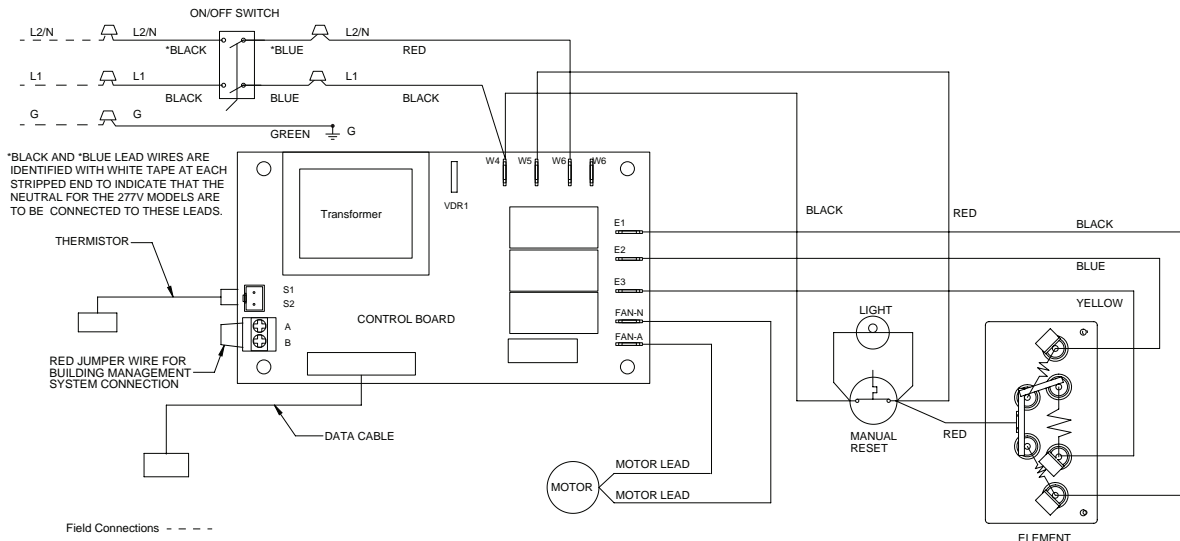 ON/OFF SWITCH
L2/N
L2/N
L2/N
*BLACK
*BLUE
RED
L1
L1
L1
BLACK
BLUE
BLACK
G
G
GREEN
G
*BLACK AND *BLUE LEAD WIRES ARE
IDENTIFIED WITH WHITE TAPE AT EACH
STRIPPED END TO INDICATE THAT THE
NEUTRAL FOR THE 277V MODELS ARE
TO BE CONNECTED TO THESE LEADS.
W4
W5
W6
W6
VDR1
Transformer
BLACK
RED
E1
BLACK
E2
BLUE
E3
YELLOW
THERMISTOR
S1
S2
CONTROL BOARD
FAN-N
FAN-A
A
B
LIGHT
RED JUMPER WIRE FOR
BUILDING MANAGEMENT
SYSTEM CONNECTION
DATA CABLE
MANUAL
RESET
RED
MOTOR
MOTOR LEAD
MOTOR LEAD
Field Connections
ELEMENT